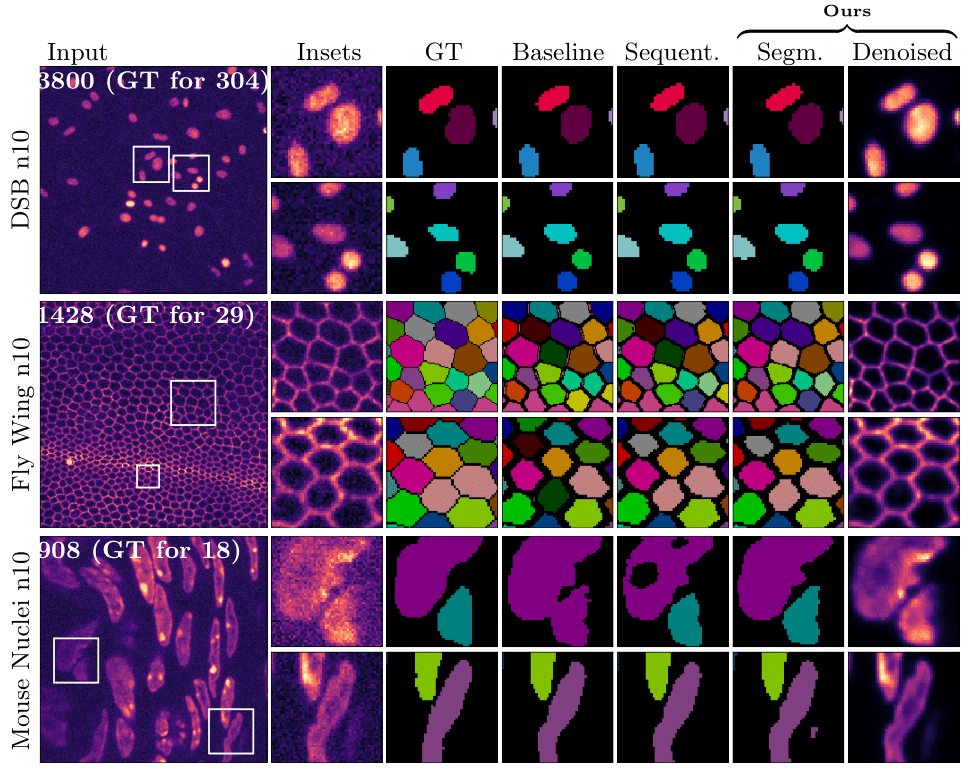 Ours
Input Insets GT Baseline Sequent. Segm. Denoised
DSB n10
3800 (GT for 304)
Fly Wing n10
1428 (GT for 29)
Mouse Nuclei n10
908 (GT for 18)